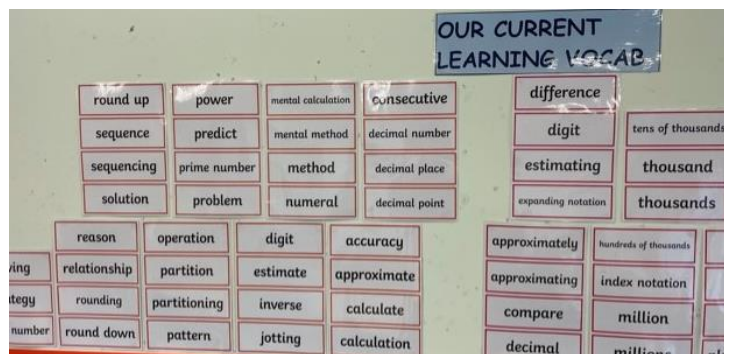 OUR CURRENT
LEARNING VOCAB
round up
sequence
sequencing
solution
power
predict
prime number
problem
mental calculation
mental method
method
numeral
consecutive
decimal number
decimal place
decimal point
difference
digit
estimating
expanding notation
tens of thousands
thousand
thousands
ving
tegy
number
reason
relationship
rounding
round down
operation
partition
partitioning
pattern
digit
estimate
inverse
jotting
accuracy
approximate
calculate
calculation
approximately
approximating
compare
decimal
hundreds of thousands
index notation
million
millions